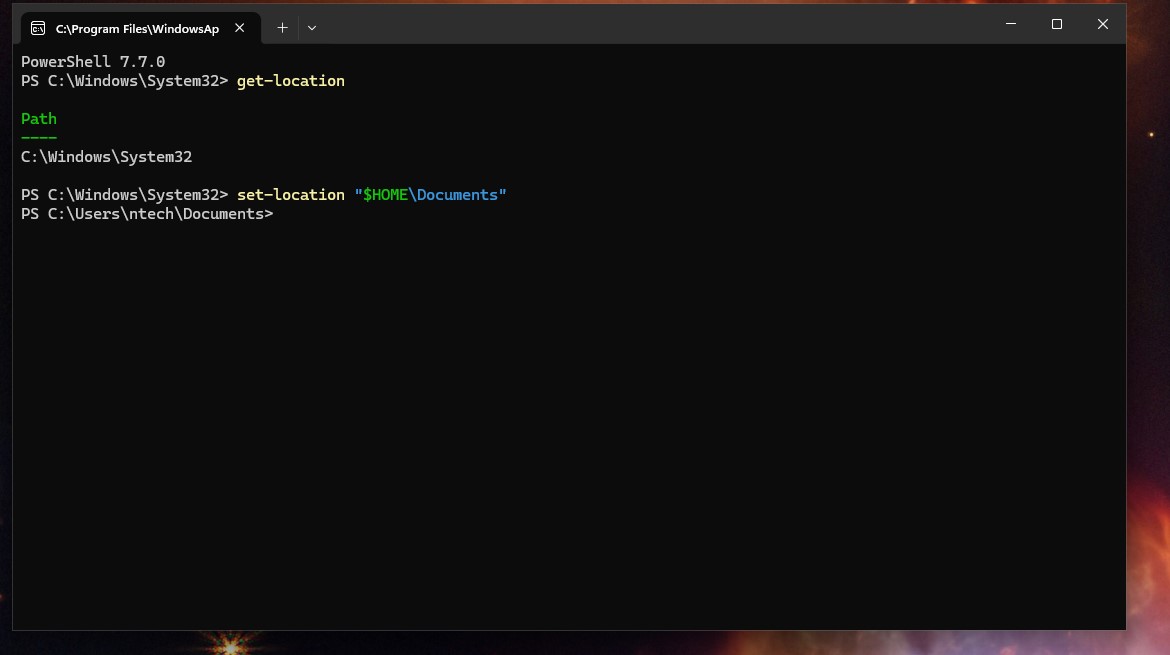 C:\Program Files\WindowsAp
PowerShell 7.7.0
PS C:\Windows\System32> get-location
Path
----
C:\Windows\System32
PS C:\Windows\System32> set-location "$HOME\Documents"
PS C:\Users\ntech\Documents>